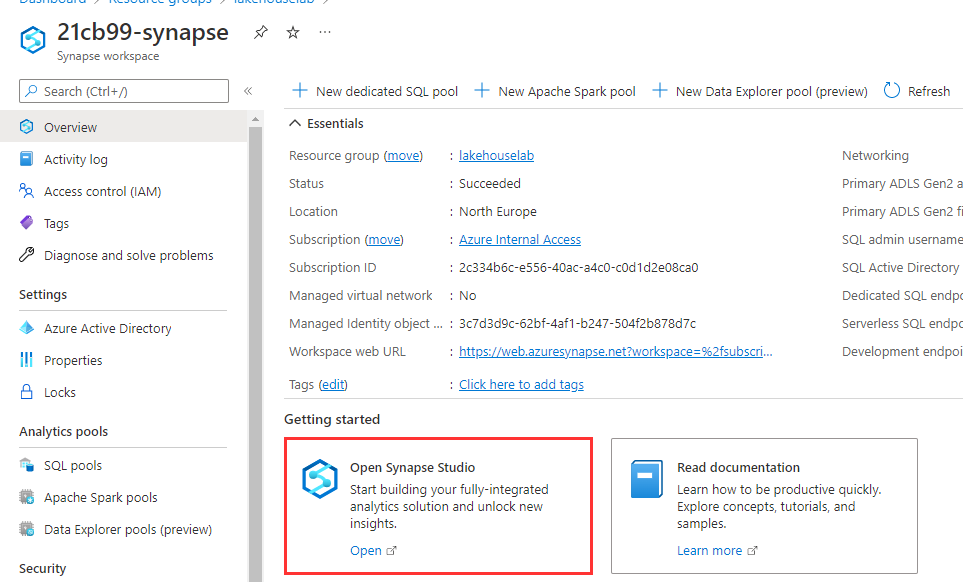 Dashboard > Resource groups > lakehouselab >
21cb99-synapse
Synapse workspace
Search (Ctrl+/)
Overview
Activity log
Access control (IAM)
Tags
Diagnose and solve problems
Settings
Azure Active Directory
Properties
Locks
Analytics pools
SQL pools
Apache Spark pools
Data Explorer pools (preview)
Security
New dedicated SQL pool New Apache Spark pool New Data Explorer pool (preview) Refresh
Essentials
Resource group (move) : lakehouselab
Status : Succeeded
Location : North Europe
Subscription (move) : Azure Internal Access
Subscription ID : 2c334b6c-e556-40ac-a4c0-c0d1d2e08ca0
Managed virtual network : No
Managed Identity object ... : 3c7d3d9c-62bf-4af1-b247-504f2b878d7c
Workspace web URL : https://web.azuresynapse.net?workspace=%2fsubscri...
Tags (edit) : Click here to add tags
Networking
Primary ADLS Gen2 a
Primary ADLS Gen2 fi
SQL admin username
SQL Active Directory
Dedicated SQL endpo
Serverless SQL endpo
Development endpoi
Getting started
Open Synapse Studio
Start building your fully-integrated
analytics solution and unlock new
insights.
Open
Read documentation
Learn how to be productive quickly.
Explore concepts, tutorials, and
samples.
Learn more